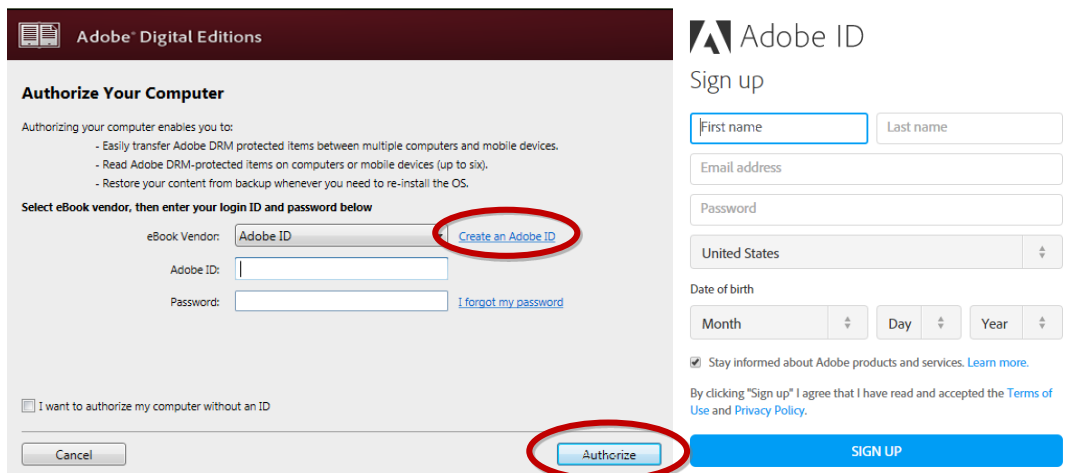 Adobe® Digital Editions
Authorize Your Computer
Authorizing your computer enables you to:
- Easily transfer Adobe DRM protected items between multiple computers and mobile devices.
- Read Adobe DRM-protected items on computers or mobile devices (up to six).
- Restore your content from backup whenever you need to re-install the OS.
Select eBook vendor, then enter your login ID and password below
eBook Vendor: Adobe ID Create an Adobe ID
Adobe ID:
Password: I forgot my password
I want to authorize my computer without an ID
Cancel Authorize
Adobe ID
Sign up
First name Last name
Email address
Password
United States
Date of birth
Month Day Year
Stay informed about Adobe products and services. Learn more.
By clicking "Sign up" I agree that I have read and accepted the Terms of
Use and Privacy Policy.
SIGN UP